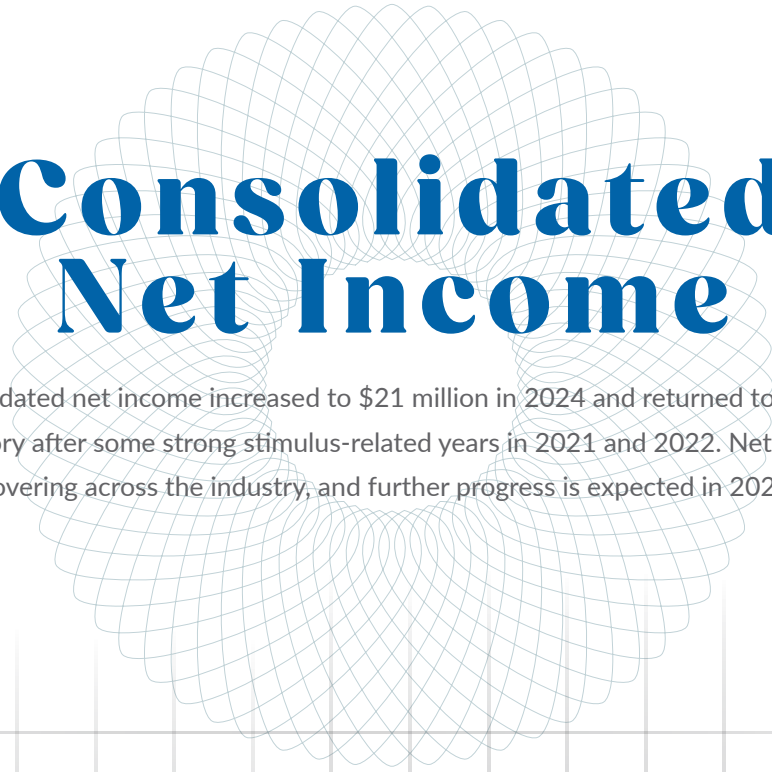 Consolidated
Net Income
dated net income increased to $21 million in 2024 and returned to
ory after some strong stimulus-related years in 2021 and 2022. Net
overing across the industry, and further progress is expected in 202